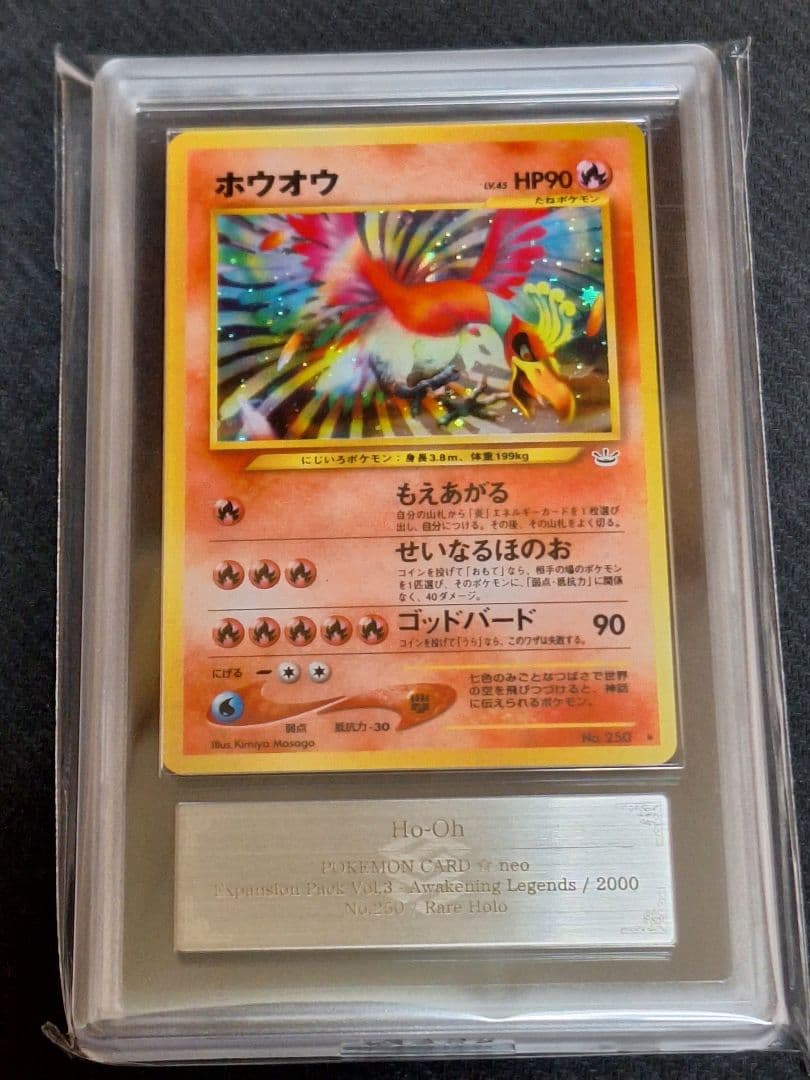 ホウオウ
LV.45 HP90
たねポケモン
にじいろポケモン：身長3.8m、体重199kg
もえあがる
自分の山札から「炎」エネルギーカードを1枚選び
出し、自分につける。その後、その山札をよく切る。
せいなるほのお
コインを投げて「おもて」なら、相手の場のポケモン
を1匹選び、そのポケモンに、「弱点・抵抗力」に関係
なく、40ダメージ。
ゴッドバード 90
コインを投げて「うら」なら、このワザは失敗する。
にげる
弱点 抵抗力-30
七色のみごとなつばさで世界
の空を飛びつづけると、神話
に伝えられるポケモン。
Illus. Kimiya Masago
No. 250 ★
Ho-Oh
POKEMON CARD ★ neo
Expansion Pack Vol.3 - Awakening Legends / 2000
No.250 / Rare Holo